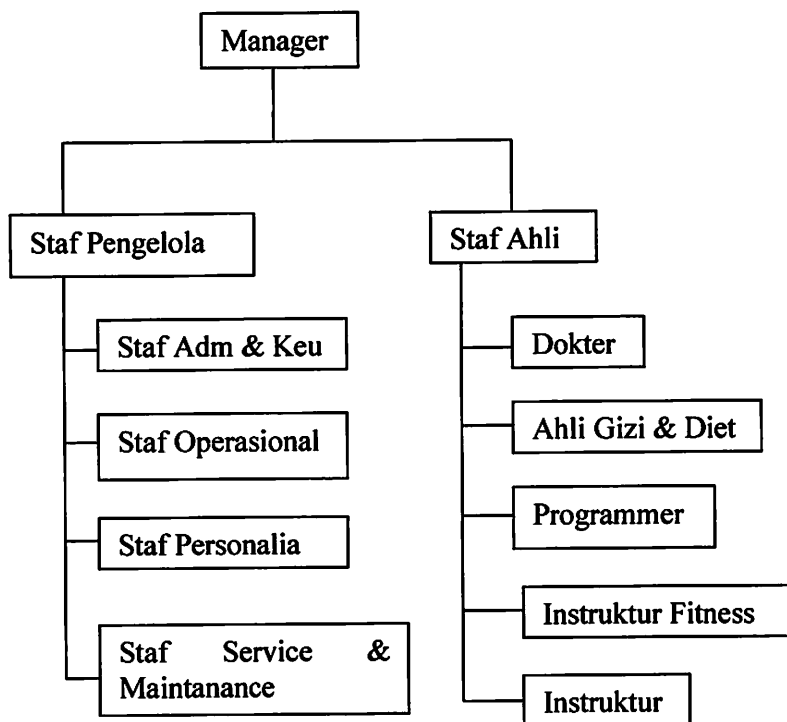 Manager
Staf Pengelola
Staf Adm & Keu
Staf Operasional
Staf Personalia
Staf Service &
Maintanance
Staf Ahli
Dokter
Ahli Gizi & Diet
Programmer
Instruktur Fitness
Instruktur